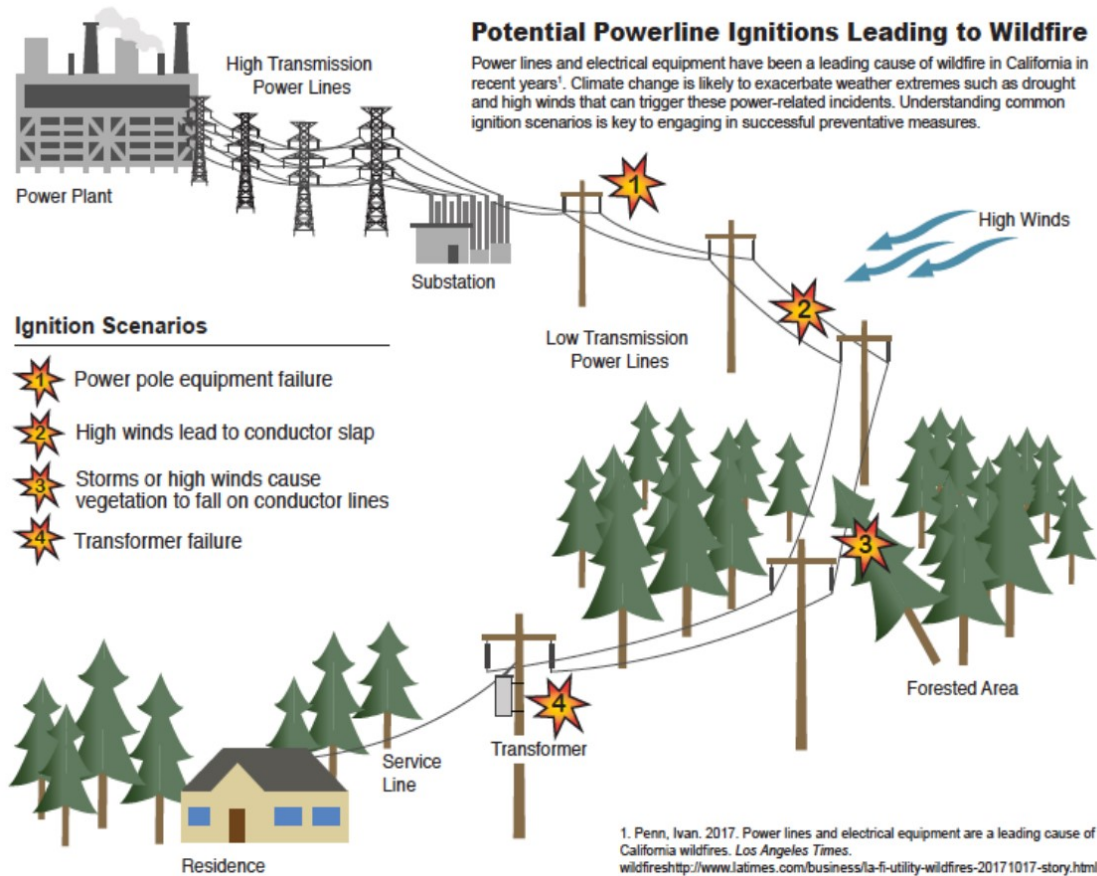 Potential Powerline Ignitions Leading to Wildfire
Power lines and electrical equipment have been a leading cause of wildfire in California in
recent years¹. Climate change is likely to exacerbate weather extremes such as drought
and high winds that can trigger these power-related incidents. Understanding common
ignition scenarios is key to engaging in successful preventative measures.
High Transmission
Power Lines
Power Plant
Substation
1
High Winds
2
Low Transmission
Power Lines
Ignition Scenarios
1 Power pole equipment failure
2 High winds lead to conductor slap
3 Storms or high winds cause
vegetation to fall on conductor lines
4 Transformer failure
3
Forested Area
4
Transformer
Service
Line
Residence
1. Penn, Ivan. 2017. Power lines and electrical equipment are a leading cause of
California wildfires. Los Angeles Times.
wildfireshttp://www.latimes.com/business/la-fi-utility-wildfires-20171017-story.html